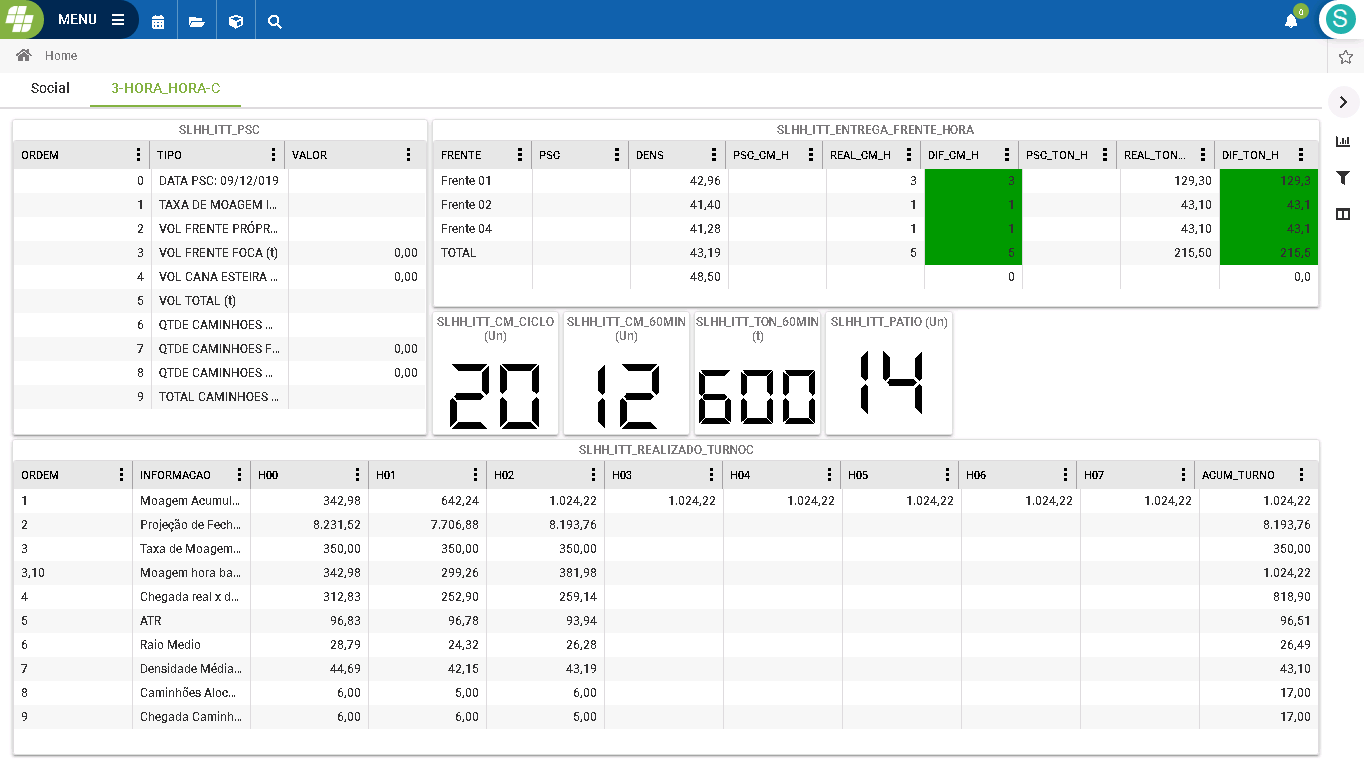 MENU
0
S
Home
Social 3-HORA_HORA-C
SLHH_ITT_PSC
ORDEM TIPO VALOR
0 DATA PSC: 09/12/019
1 TAXA DE MOAGEM I...
2 VOL FRENTE PRÓPR...
3 VOL FRENTE FOCA (t) 0,00
4 VOL CANA ESTEIRA ... 0,00
5 VOL TOTAL (t)
6 QTDE CAMINHOES ...
7 QTDE CAMINHOES F... 0,00
8 QTDE CAMINHOES ... 0,00
9 TOTAL CAMINHOES ...
SLHH_ITT_ENTREGA_FRENTE_HORA
FRENTE PSC DENS PSC_CM_H REAL_CM_H DIF_CM_H PSC_TON_H REAL_TON... DIF_TON_H
Frente 01 42,96 3 3 129,30 129,3
Frente 02 41,40 1 1 43,10 43,1
Frente 04 41,28 1 1 43,10 43,1
TOTAL 43,19 5 5 215,50 215,5
48,50 0 0,0
SLHH_ITT_CM_CICLO
(Un)
20
SLHH_ITT_CM_60MIN
(Un)
12
SLHH_ITT_TON_60MIN
(t)
600
SLHH_ITT_PATIO (Un)
14
SLHH_ITT_REALIZADO_TURNOC
ORDEM INFORMACAO H00 H01 H02 H03 H04 H05 H06 H07 ACUM_TURNO
1 Moagem Acumul... 342,98 642,24 1.024,22 1.024,22 1.024,22 1.024,22 1.024,22 1.024,22 1.024,22
2 Projeção de Fech... 8.231,52 7.706,88 8.193,76 8.193,76
3 Taxa de Moagem... 350,00 350,00 350,00 350,00
3,10 Moagem hora ba... 342,98 299,26 381,98 1.024,22
4 Chegada real x d... 312,83 252,90 259,14 818,90
5 ATR 96,83 96,78 93,94 96,51
6 Raio Medio 28,79 24,32 26,28 26,49
7 Densidade Média... 44,69 42,15 43,19 43,10
8 Caminhões Aloc... 6,00 5,00 6,00 17,00
9 Chegada Caminh... 6,00 6,00 5,00 17,00